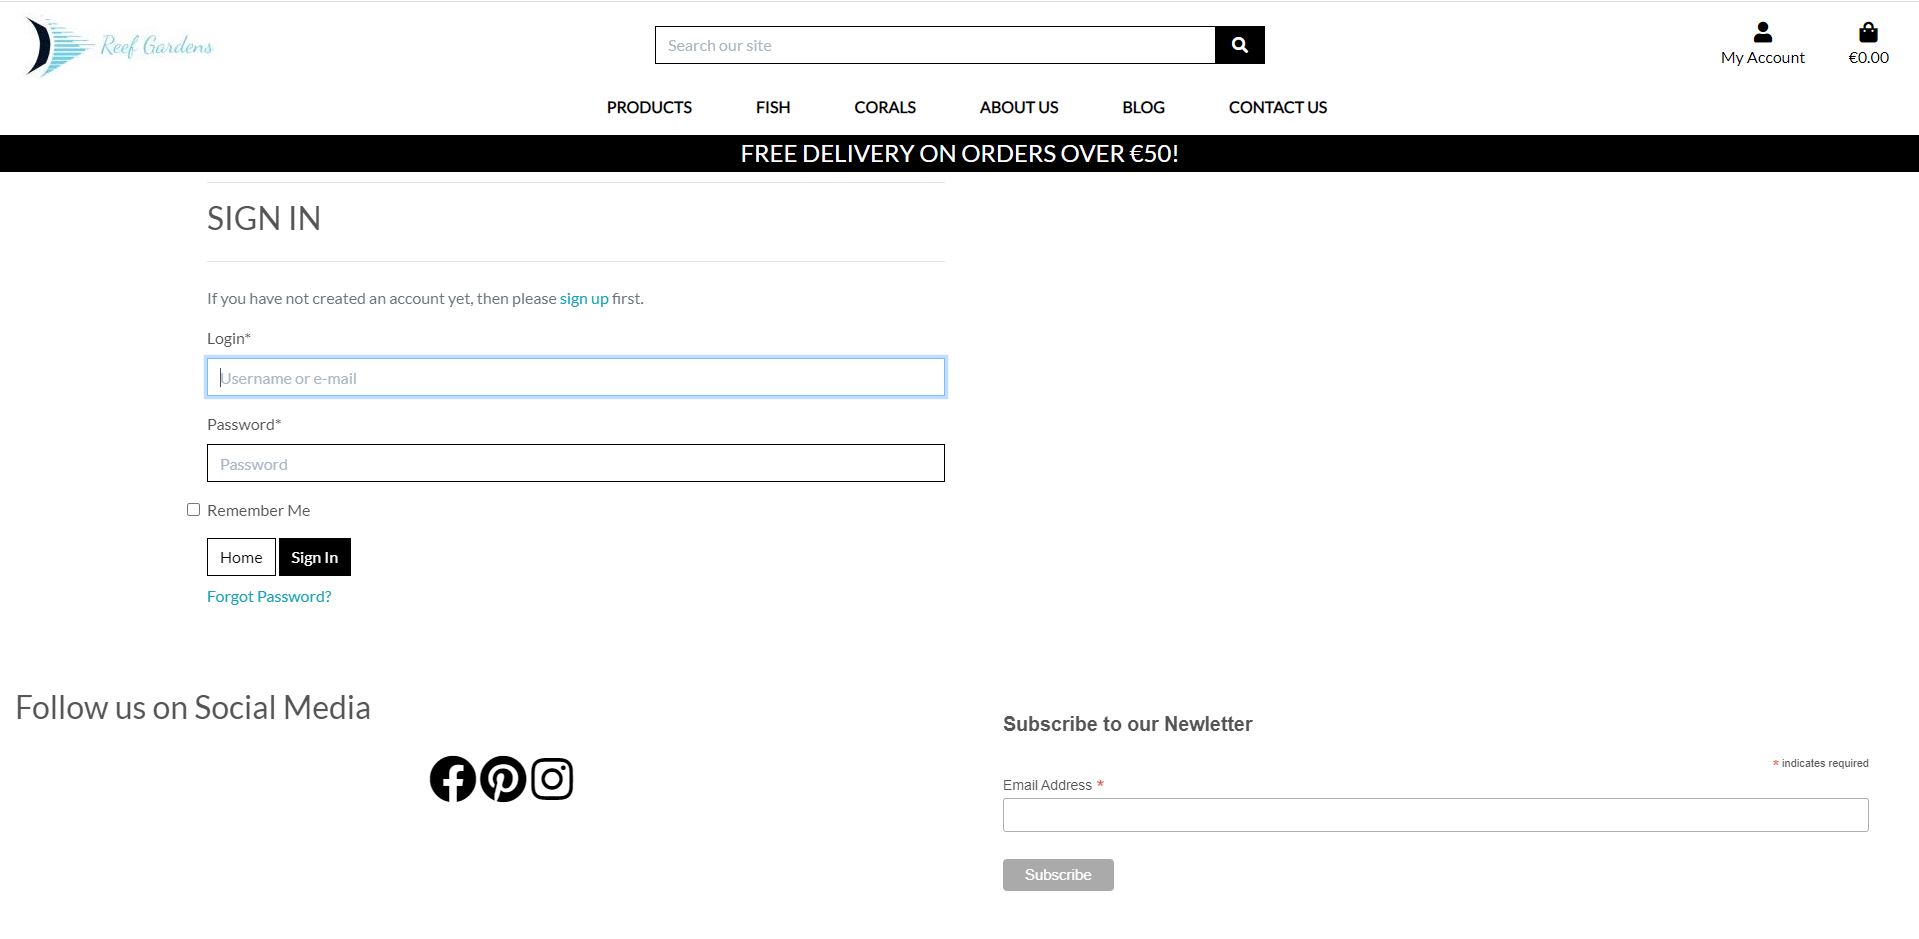 Reef Gardens
Search our site
My Account
€0.00
PRODUCTS FISH CORALS ABOUT US BLOG CONTACT US
FREE DELIVERY ON ORDERS OVER €50!
SIGN IN
If you have not created an account yet, then please sign up first.
Login*
Username or e-mail
Password*
Password
Remember Me
Home Sign In
Forgot Password?
Follow us on Social Media
Subscribe to our Newletter
* indicates required
Email Address *
Subscribe